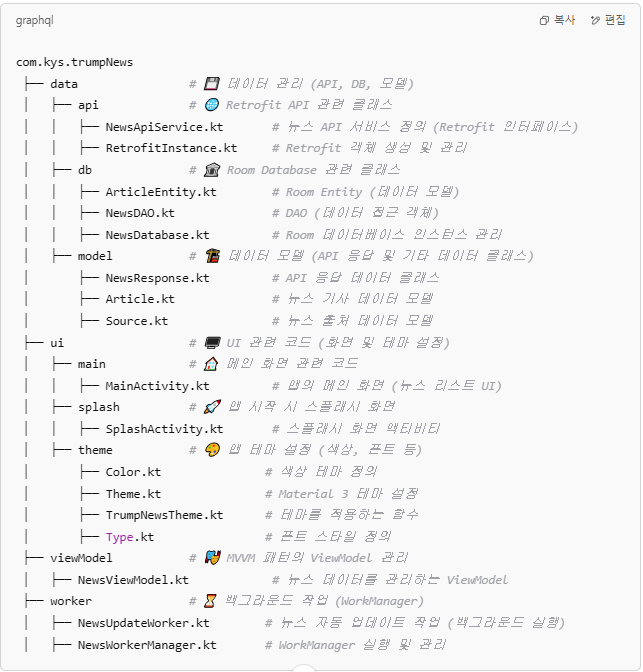 graphql
복사 편집
com.kys.trumpNews
├── data # 💾 데이터 관리 (API, DB, 모델)
│ ├── api # 🌐 Retrofit API 관련 클래스
│ │ ├── NewsApiService.kt # 뉴스 API 서비스 정의 (Retrofit 인터페이스)
│ │ ├── RetrofitInstance.kt # Retrofit 객체 생성 및 관리
│ ├── db # 🏛 Room Database 관련 클래스
│ │ ├── ArticleEntity.kt # Room Entity (데이터 모델)
│ │ ├── NewsDAO.kt # DAO (데이터 접근 객체)
│ │ ├── NewsDatabase.kt # Room 데이터베이스 인스턴스 관리
│ ├── model # 🏗 데이터 모델 (API 응답 및 기타 데이터 클래스)
│ │ ├── NewsResponse.kt # API 응답 데이터 클래스
│ │ ├── Article.kt # 뉴스 기사 데이터 모델
│ │ ├── Source.kt # 뉴스 출처 데이터 모델
├── ui # 🖥 UI 관련 코드 (화면 및 테마 설정)
│ ├── main # 🏠 메인 화면 관련 코드
│ │ ├── MainActivity.kt # 앱의 메인 화면 (뉴스 리스트 UI)
│ ├── splash # 🚀 앱 시작 시 스플래시 화면
│ │ ├── SplashActivity.kt # 스플래시 화면 액티비티
│ ├── theme # 🎨 앱 테마 설정 (색상, 폰트 등)
│ │ ├── Color.kt # 색상 테마 정의
│ │ ├── Theme.kt # Material 3 테마 설정
│ │ ├── TrumpNewsTheme.kt # 테마를 적용하는 함수
│ │ ├── Type.kt # 폰트 스타일 정의
├── viewModel # MVVM 패턴의 ViewModel 관리
│ ├── NewsViewModel.kt # 뉴스 데이터를 관리하는 ViewModel
├── worker # ⏳ 백그라운드 작업 (WorkManager)
│ ├── NewsUpdateWorker.kt # 뉴스 자동 업데이트 작업 (백그라운드 실행)
│ ├── NewsWorkerManager.kt # WorkManager 실행 및 관리